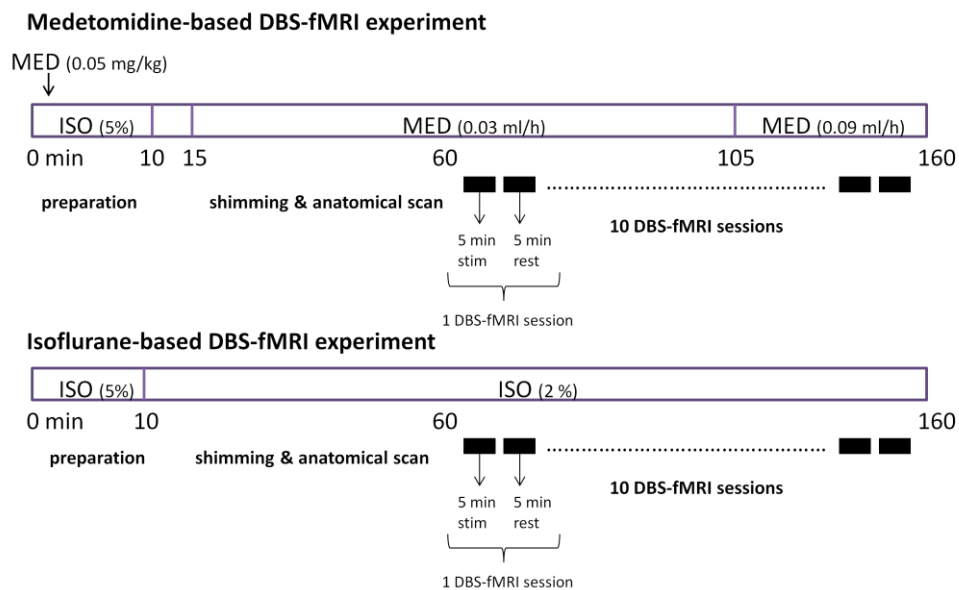 Medetomidine-based DBS-fMRI experiment
MED (0.05 mg/kg)
ISO (5%) MED (0.03 ml/h) MED (0.09 ml/h)
0 min 10 15 60 105 160
preparation shimming & anatomical scan
10 DBS-fMRI sessions
5 min 5 min
stim rest
1 DBS-fMRI session
Isoflurane-based DBS-fMRI experiment
ISO (5%) ISO (2 %)
0 min 10 60 160
preparation shimming & anatomical scan
10 DBS-fMRI sessions
5 min 5 min
stim rest
1 DBS-fMRI session